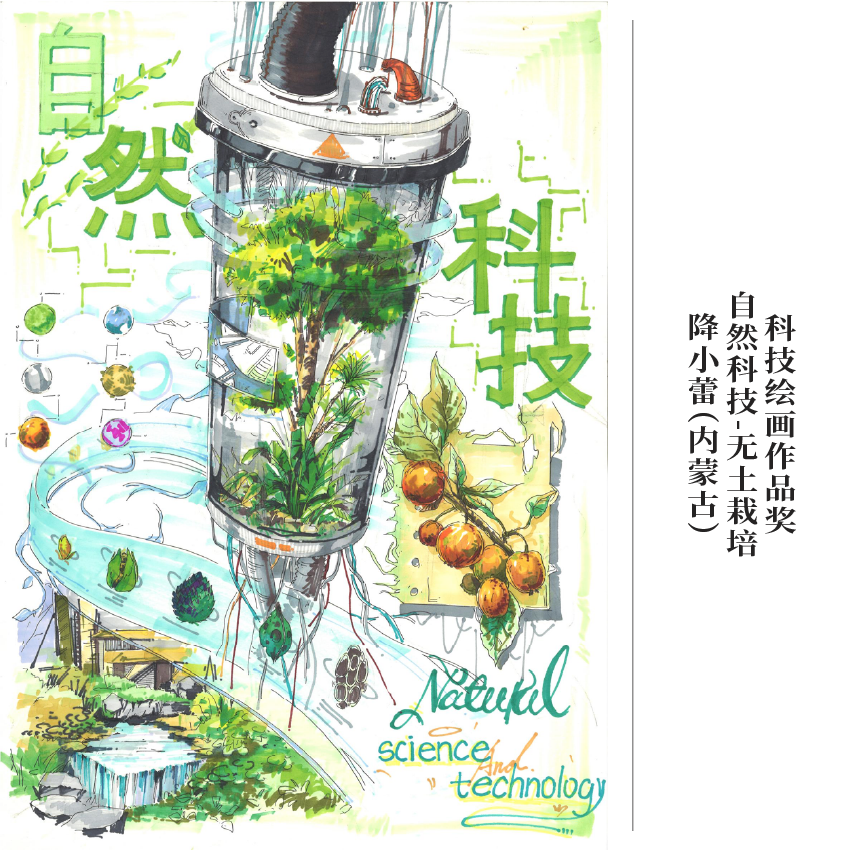 自然
科技
Natural
science And
technology
科技绘画作品奖
自然科技-无土栽培
降小蕾(内蒙古)